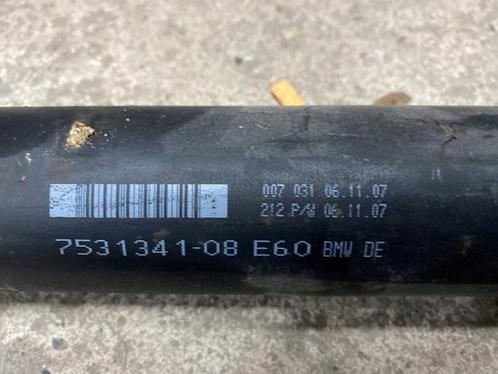 007 031 06.11.07
212 P/W 06.11.07
7531341-08 E60 BMW DE